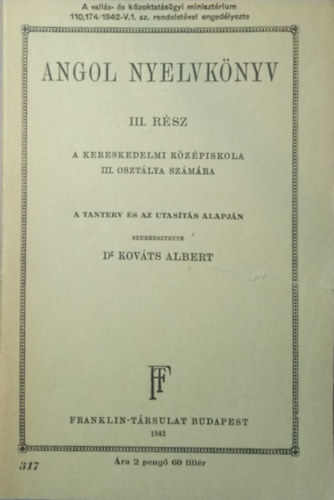 A vallás- és közoktatásügyi minisztérium
110,174/1942-V.1. sz. rendeletével engedélyezte
ANGOL NYELVKÖNYV
III. RÉSZ
A KERESKEDELMI KÖZÉPISKOLA
III. OSZTÁLYA SZÁMÁRA
A TANTERV ÉS AZ UTASÍTÁS ALAPJÁN
SZERKESZTETTE
Dr KOVÁTS ALBERT
FT
FRANKLIN-TÁRSULAT BUDAPEST
1942
317
Ára 2 pengő 60 fillér